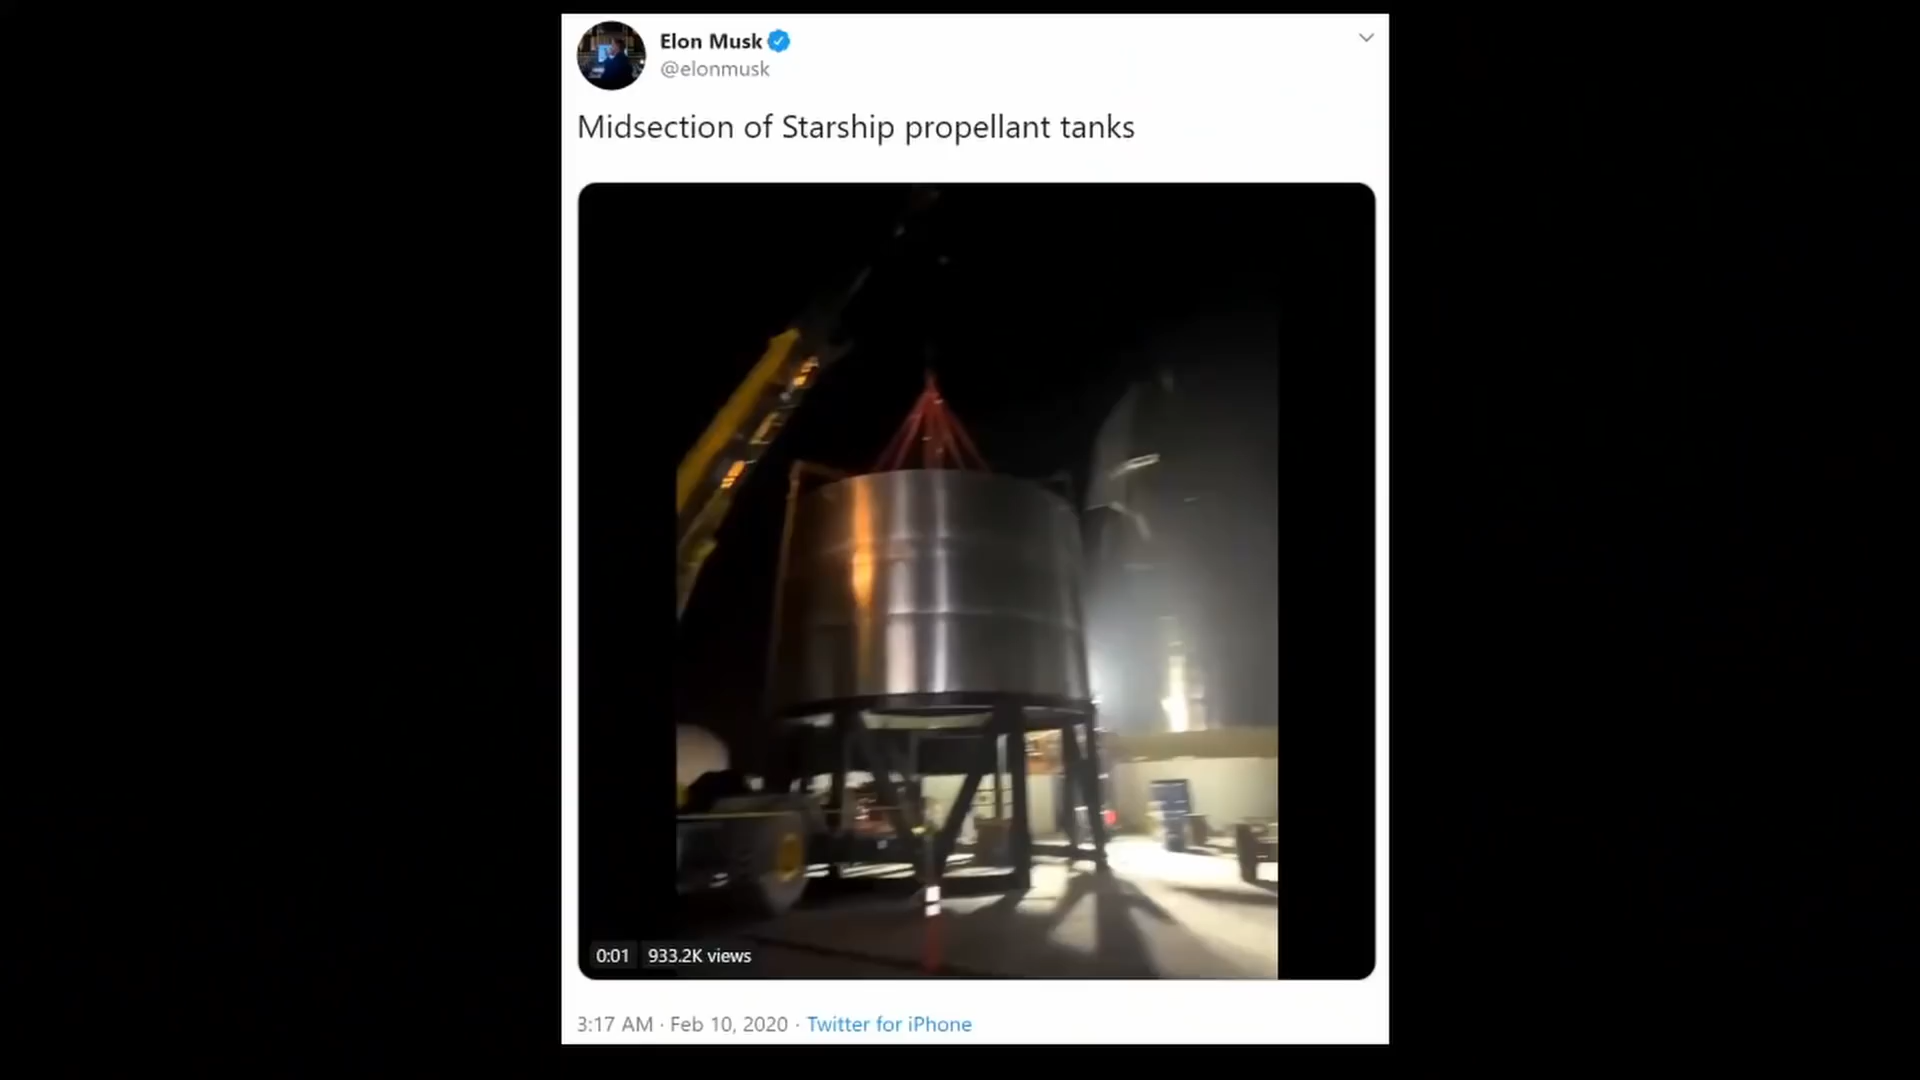 Elon Musk
@elonmusk
Midsection of Starship propellant tanks
0:01 933.2K views
3:17 AM · Feb 10, 2020 · Twitter for iPhone